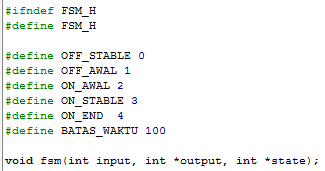 #ifndef FSM_H
#define FSM_H
#define OFF_STABLE 0
#define OFF_AWAL 1
#define ON_AWAL 2
#define ON_STABLE 3
#define ON_END  4
#define BATAS_WAKTU 100
void fsm(int input, int *output, int *state);